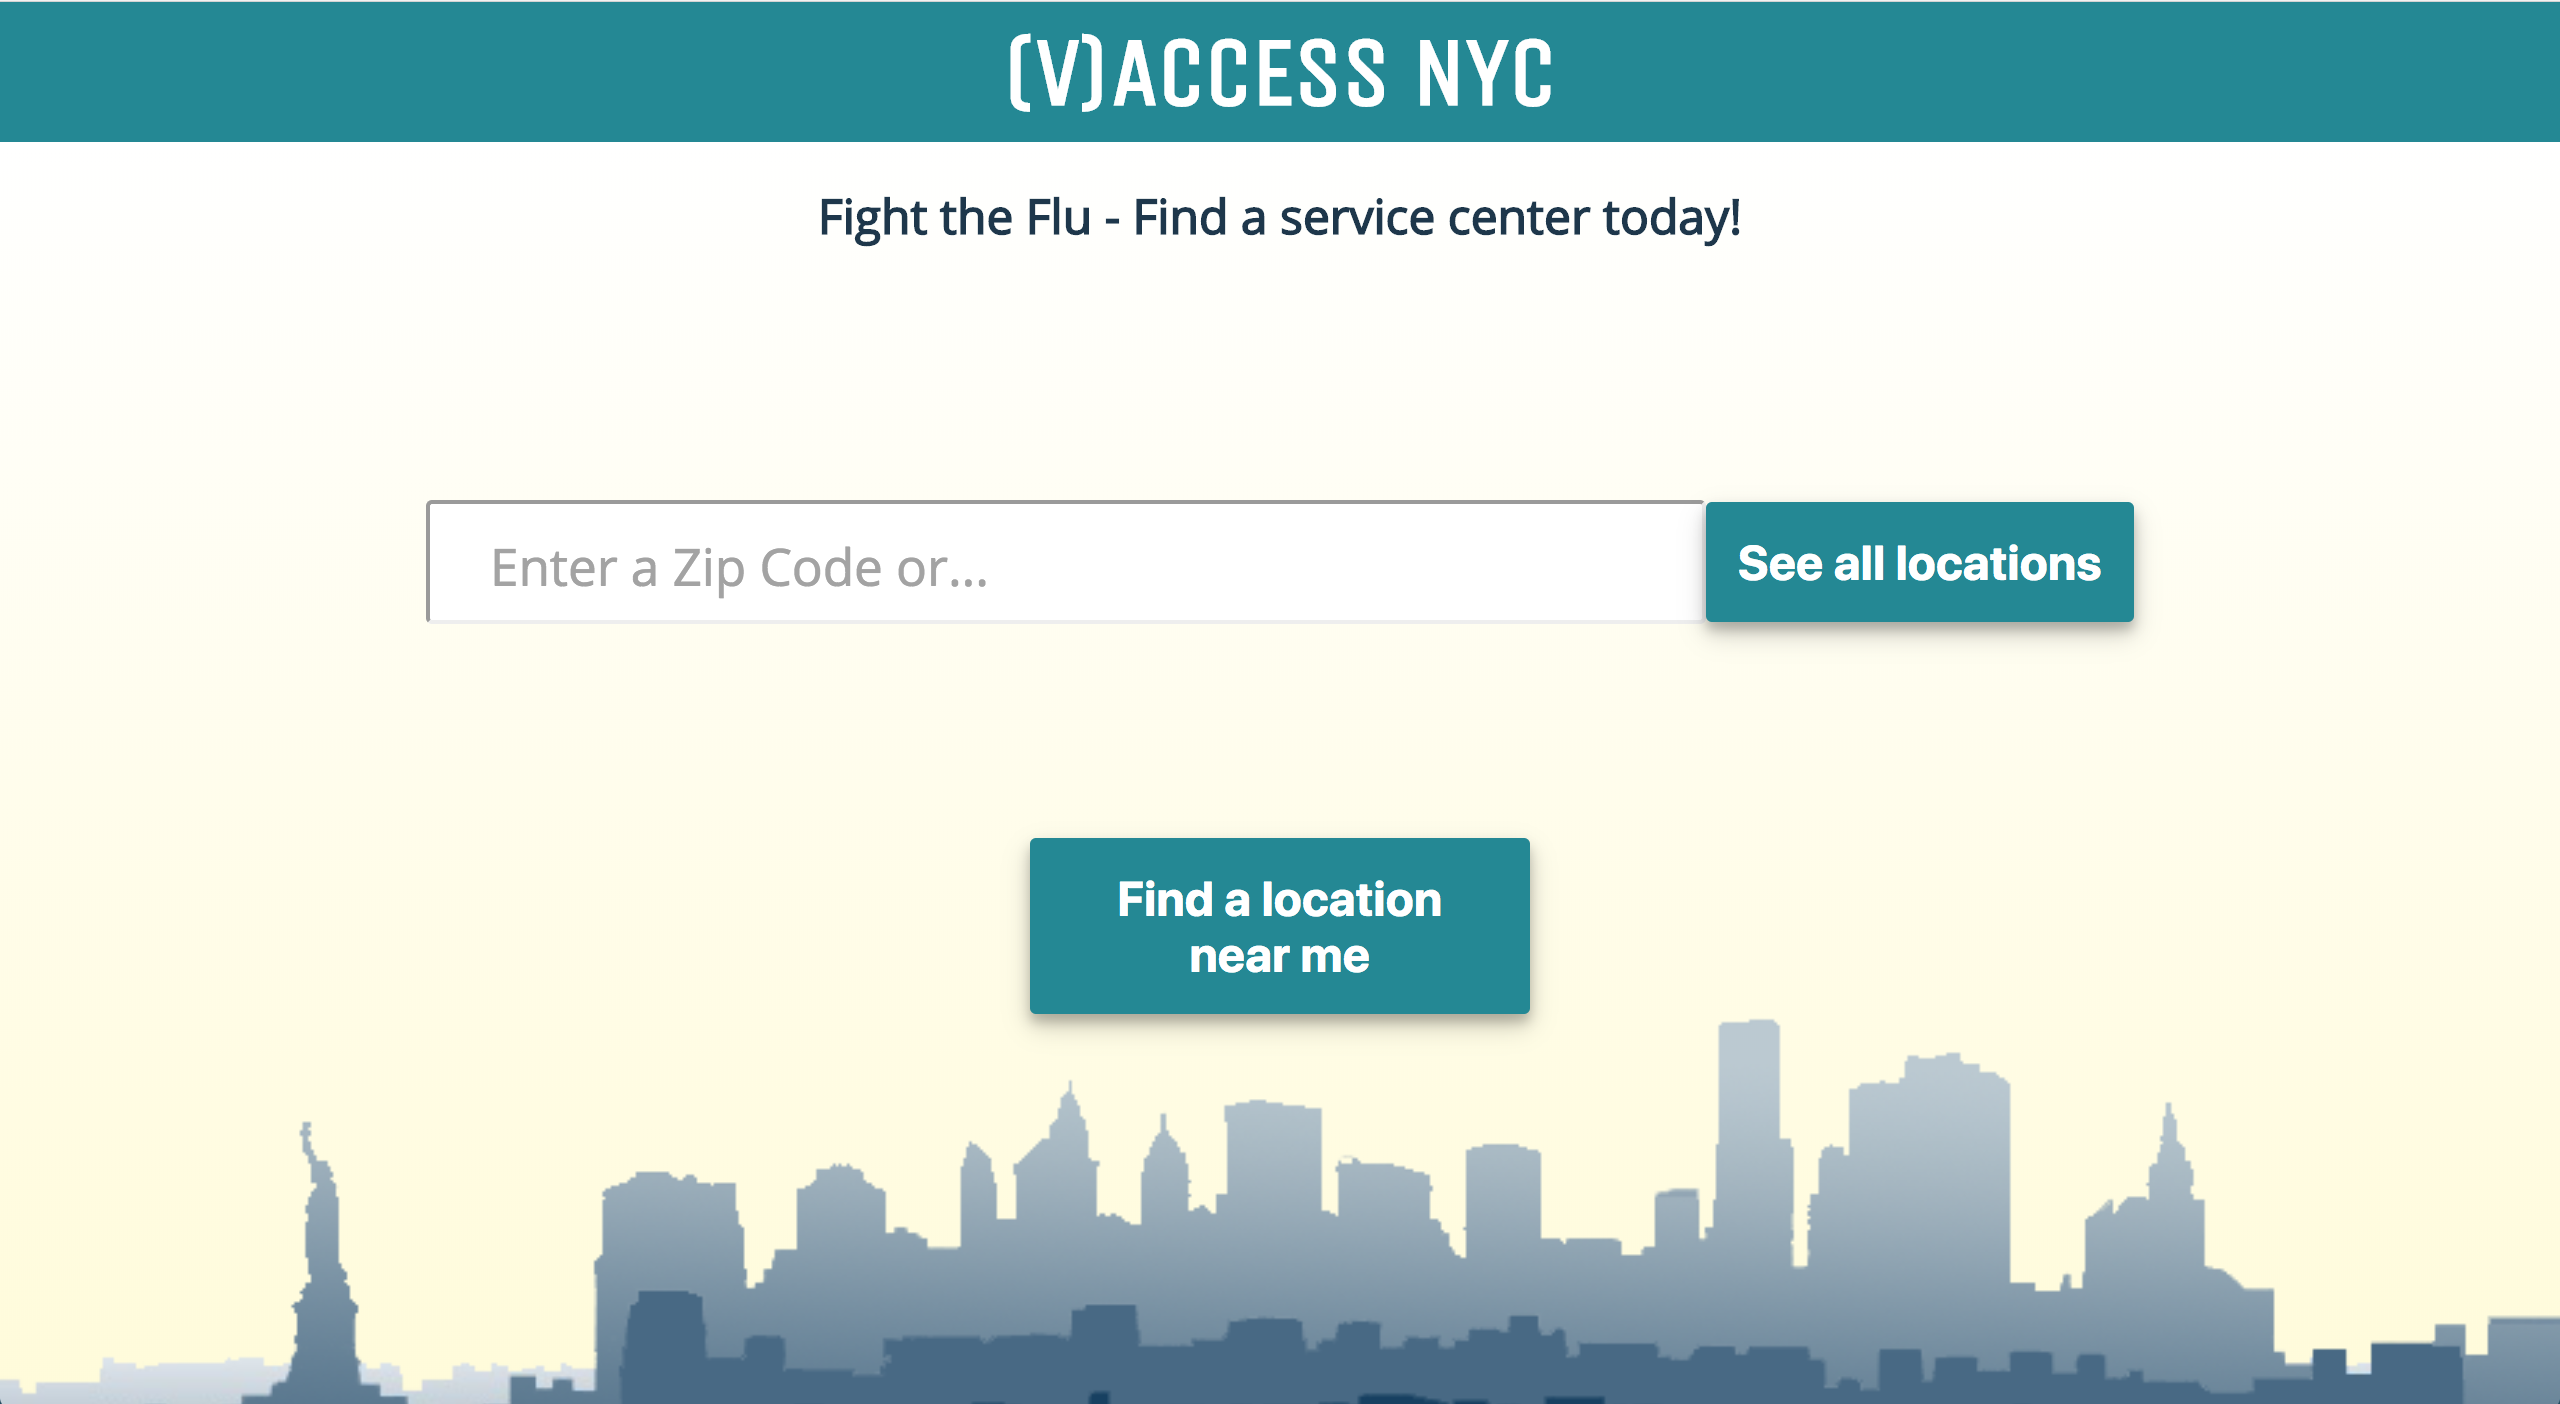 (V)ACCESS NYC
Fight the Flu - Find a service center today!
Enter a Zip Code or...
See all locations
Find a location
near me